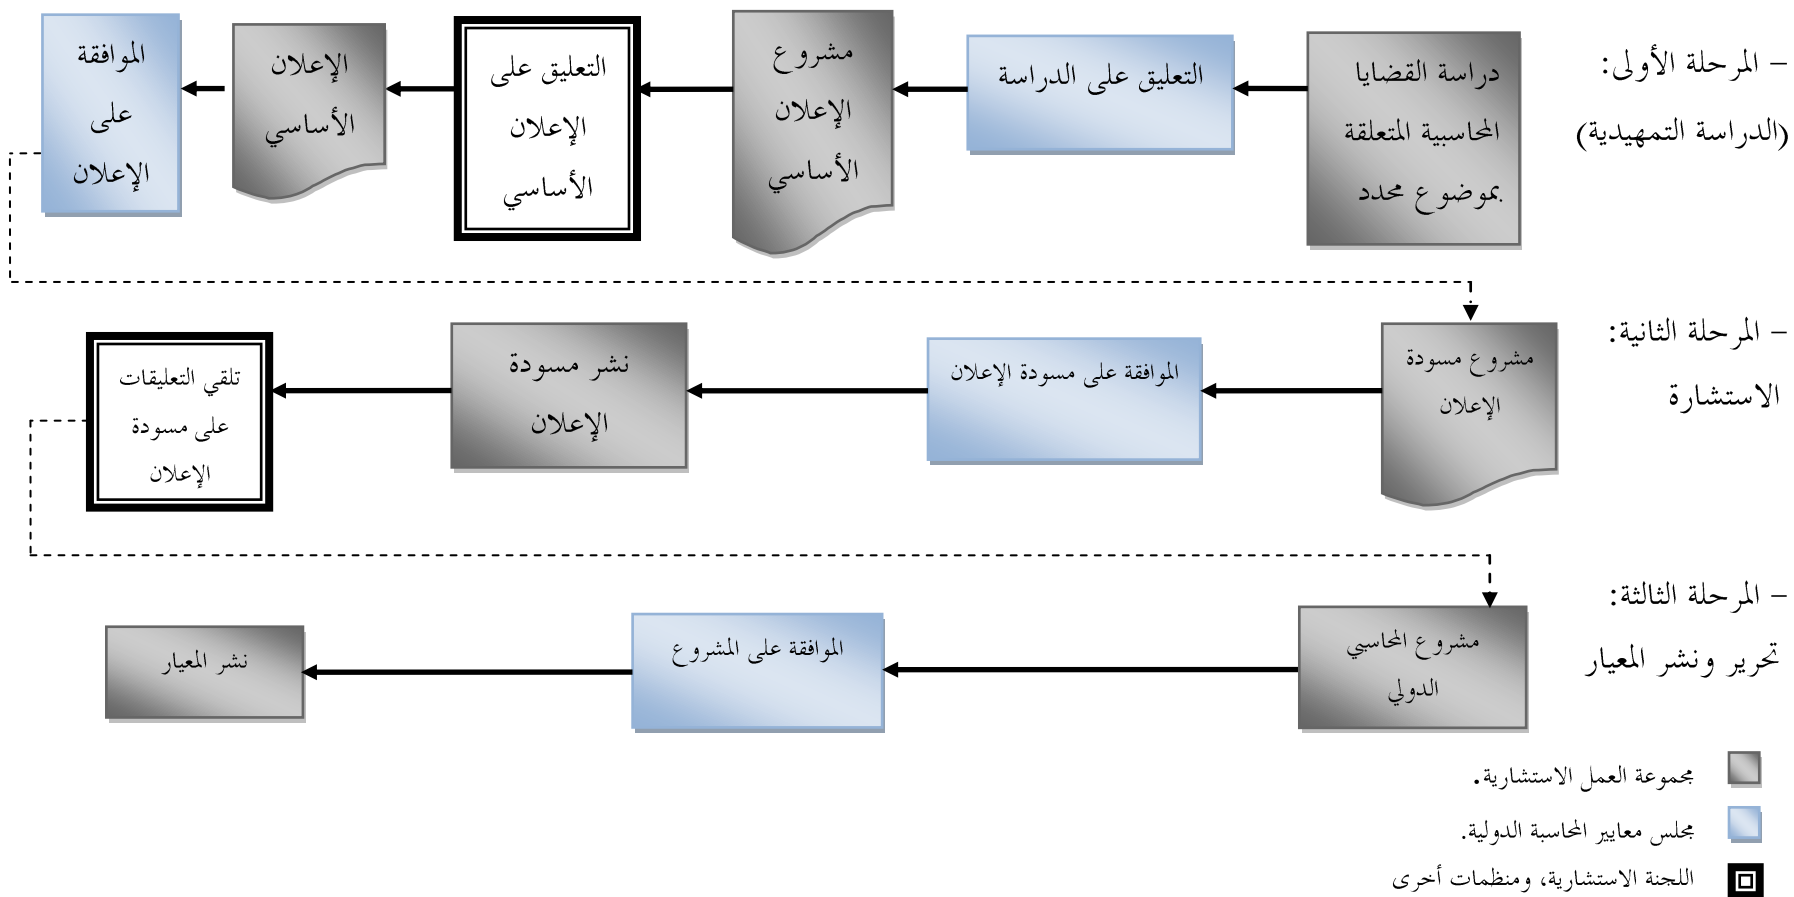 – المرحلة الأولى:
(الدراسة التمهيدية)
دراسة القضايا
المحاسبية المتعلقة
بموضوع محدد
التعليق على الدراسة
مشروع
الإعلان
الأساسي
التعليق على
الإعلان
الأساسي
الإعلان
الأساسي
الموافقة
على
الإعلان
– المرحلة الثانية:
الاستشارة
مشروع مسودة
الإعلان
الموافقة على مسودة الإعلان
نشر مسودة
الإعلان
تلقي التعليقات
على مسودة
الإعلان
– المرحلة الثالثة:
تحرير ونشر المعيار
مشروع المحاسبي
الدولي
الموافقة على المشروع
نشر المعيار
مجموعة العمل الاستشارية.
مجلس معايير المحاسبة الدولية.
اللجنة الاستشارية، ومنظمات أخرى